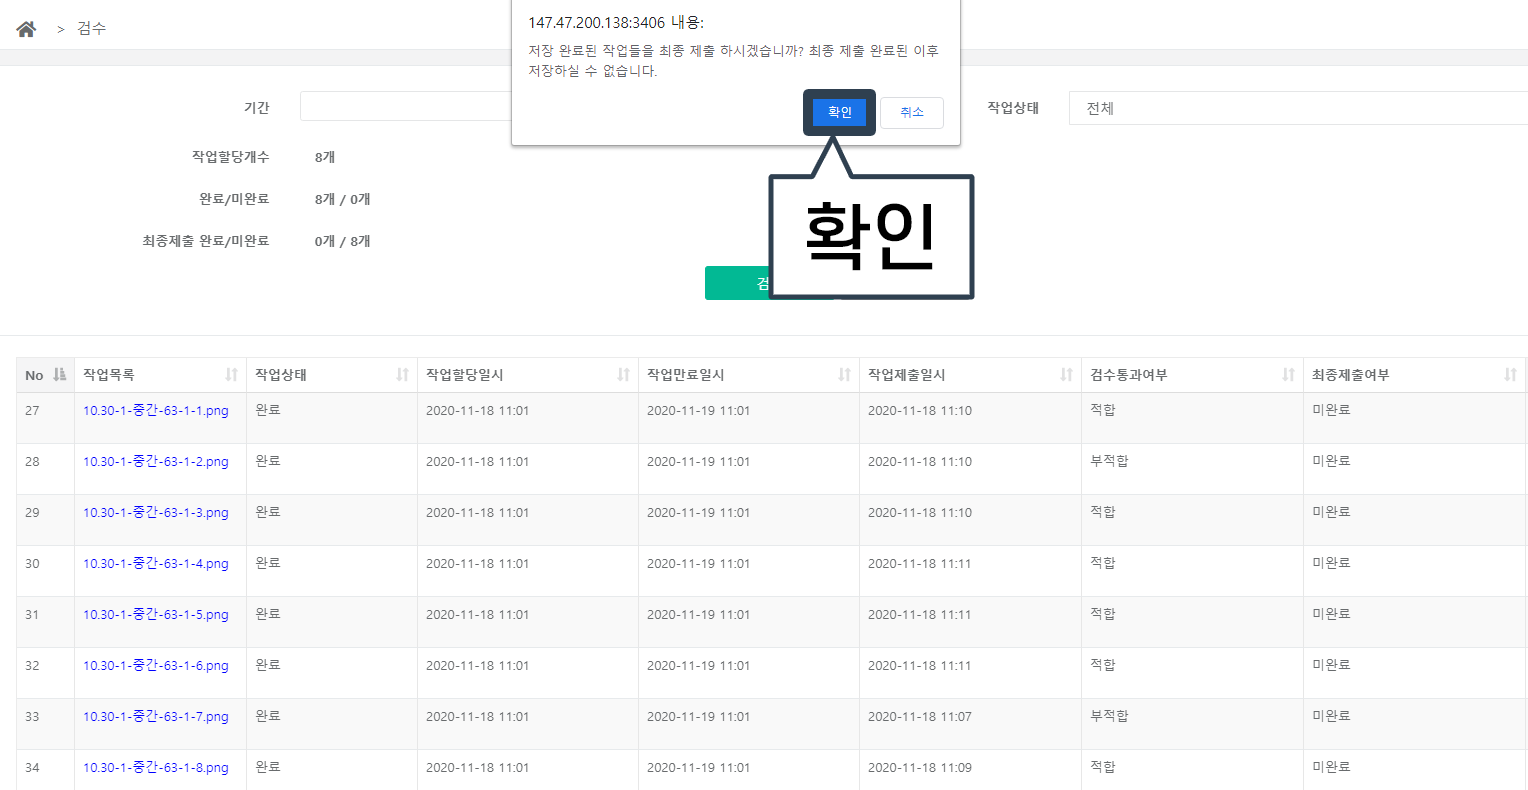 > 검수
147.47.200.138:3406 내용:
저장 완료된 작업들을 최종 제출 하시겠습니까? 최종 제출 완료된 이후
저장하실 수 없습니다.
확인 취소
확인
기간
작업상태 전체
작업할당개수 8개
완료/미완료 8개 / 0개
최종제출 완료/미완료 0개 / 8개
검
No 작업목록 작업상태 작업할당일시 작업만료일시 작업제출일시 검수통과여부 최종제출여부
27 10.30-1-중간-63-1-1.png 완료 2020-11-18 11:01 2020-11-19 11:01 2020-11-18 11:10 적합 미완료
28 10.30-1-중간-63-1-2.png 완료 2020-11-18 11:01 2020-11-19 11:01 2020-11-18 11:10 부적합 미완료
29 10.30-1-중간-63-1-3.png 완료 2020-11-18 11:01 2020-11-19 11:01 2020-11-18 11:10 적합 미완료
30 10.30-1-중간-63-1-4.png 완료 2020-11-18 11:01 2020-11-19 11:01 2020-11-18 11:11 적합 미완료
31 10.30-1-중간-63-1-5.png 완료 2020-11-18 11:01 2020-11-19 11:01 2020-11-18 11:11 적합 미완료
32 10.30-1-중간-63-1-6.png 완료 2020-11-18 11:01 2020-11-19 11:01 2020-11-18 11:11 적합 미완료
33 10.30-1-중간-63-1-7.png 완료 2020-11-18 11:01 2020-11-19 11:01 2020-11-18 11:07 부적합 미완료
34 10.30-1-중간-63-1-8.png 완료 2020-11-18 11:01 2020-11-19 11:01 2020-11-18 11:09 적합 미완료